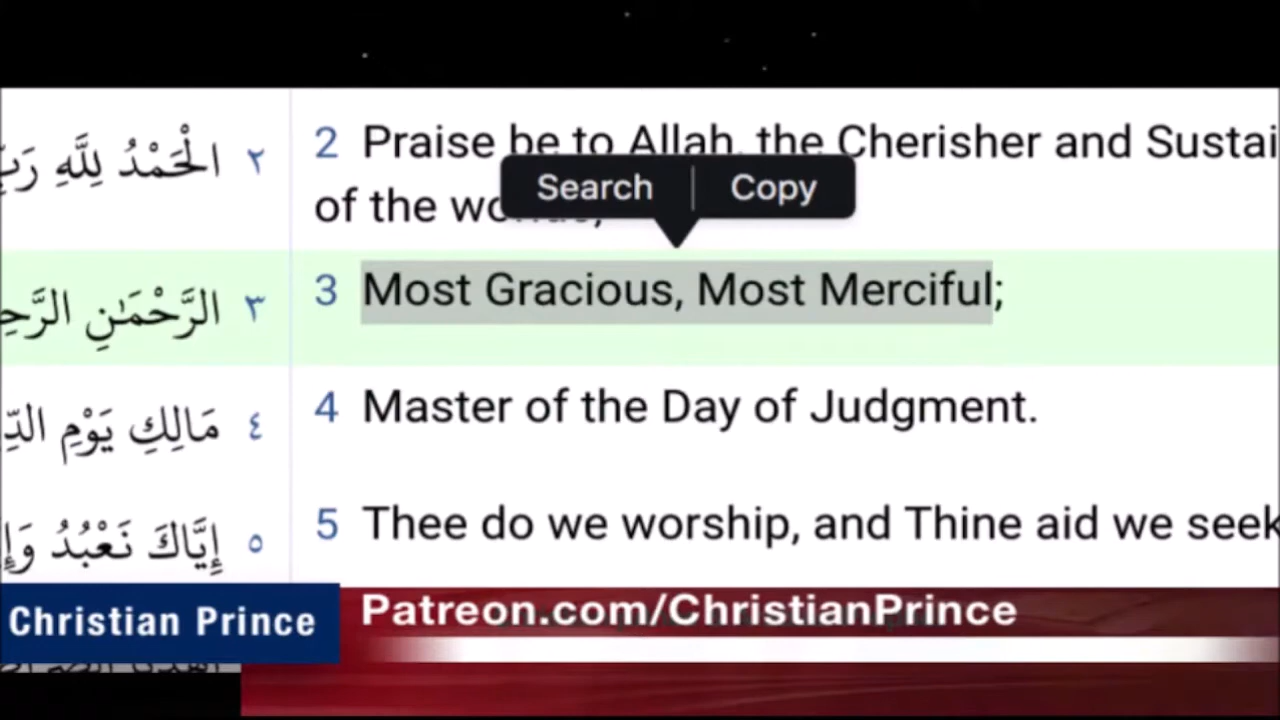 الْحَمْدُ لِلَّهِ ٢
2 Praise be to Allah, the Cherisher and
Search | Copy
of the
الرَّحْمَٰنِ ٣
3 Most Gracious, Most Merciful;
مَالِكِ يَوْمِ ٤
4 Master of the Day of Judgment.
إِيَّاكَ نَعْبُدُ ٥
5 Thee do we worship, and Thine aid we seek
Christian Prince
Patreon.com/ChristianPrince